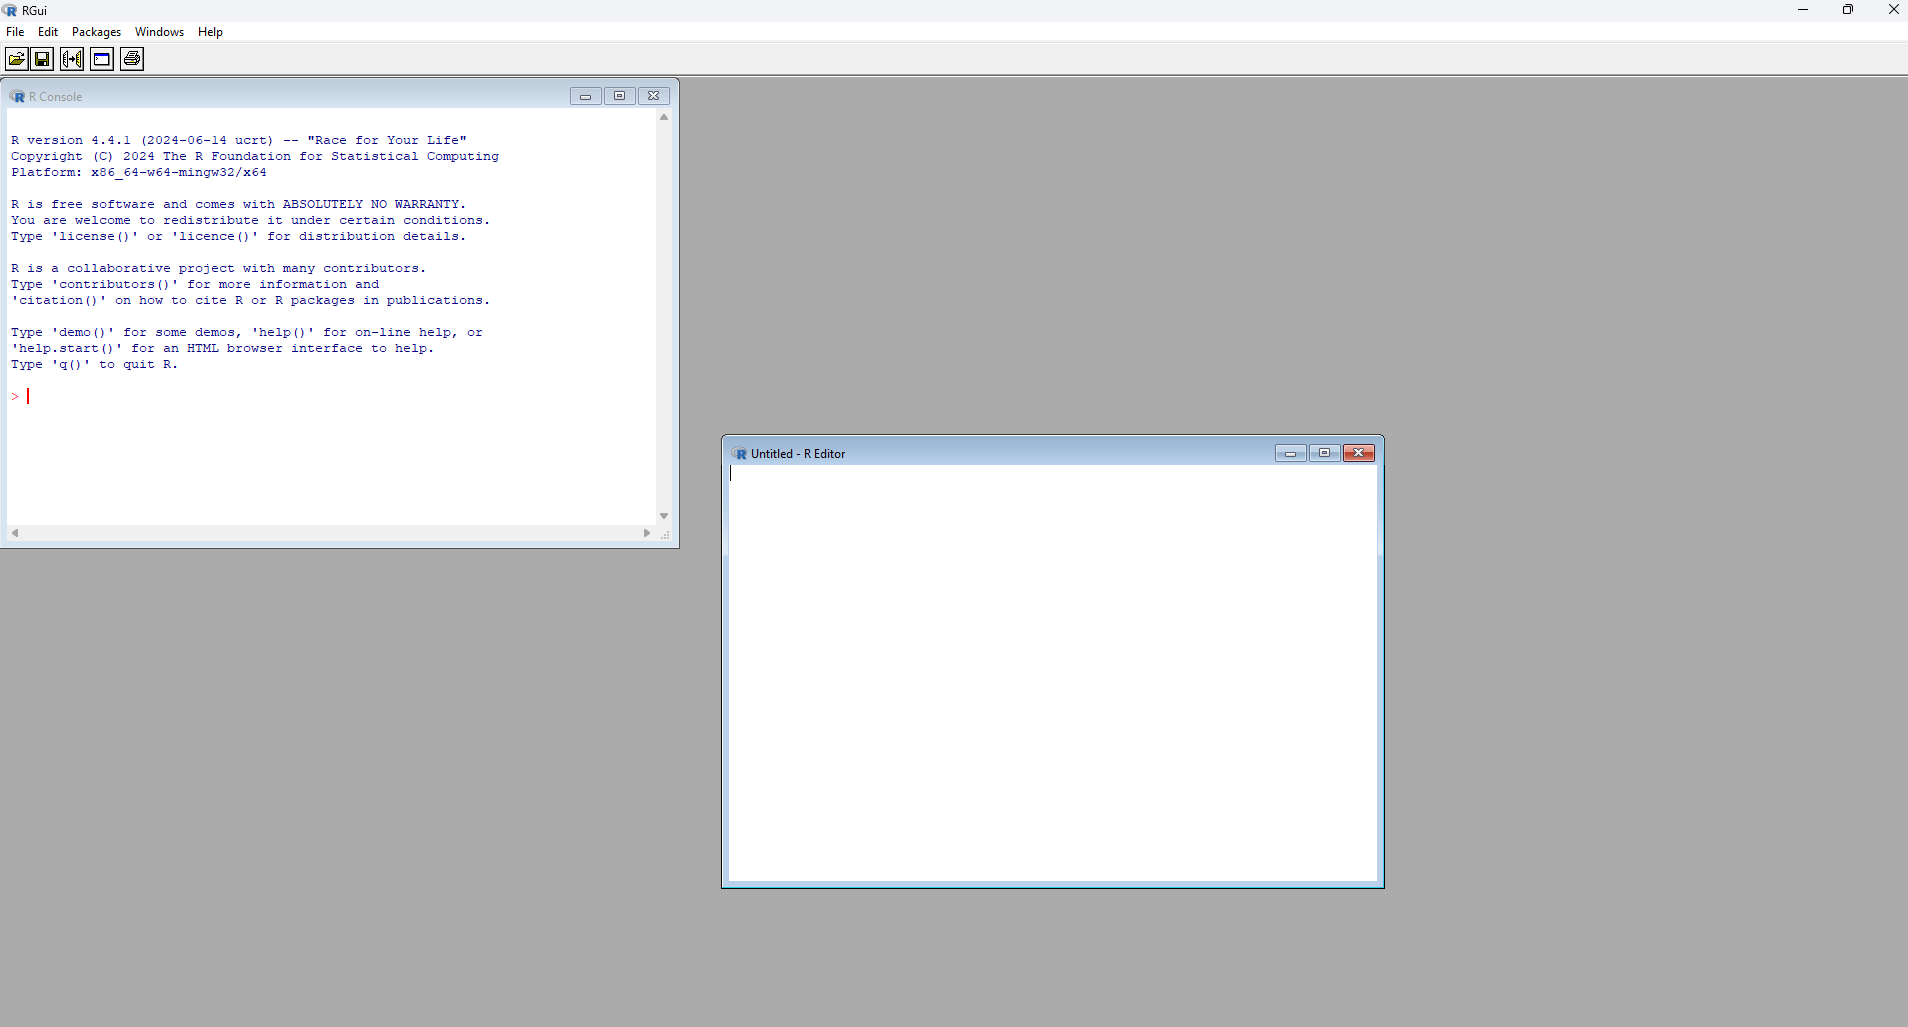 RGui
File Edit Packages Windows Help
R Console
R version 4.4.1 (2024-06-14 ucrt) -- "Race for Your Life"
Copyright (C) 2024 The R Foundation for Statistical Computing
Platform: x86_64-w64-mingw32/x64
R is free software and comes with ABSOLUTELY NO WARRANTY.
You are welcome to redistribute it under certain conditions.
Type 'license()' or 'licence()' for distribution details.
R is a collaborative project with many contributors.
Type 'contributors()' for more information and
'citation()' on how to cite R or R packages in publications.
Type 'demo()' for some demos, 'help()' for on-line help, or
'help.start()' for an HTML browser interface to help.
Type 'q()' to quit R.
>
Untitled - R Editor